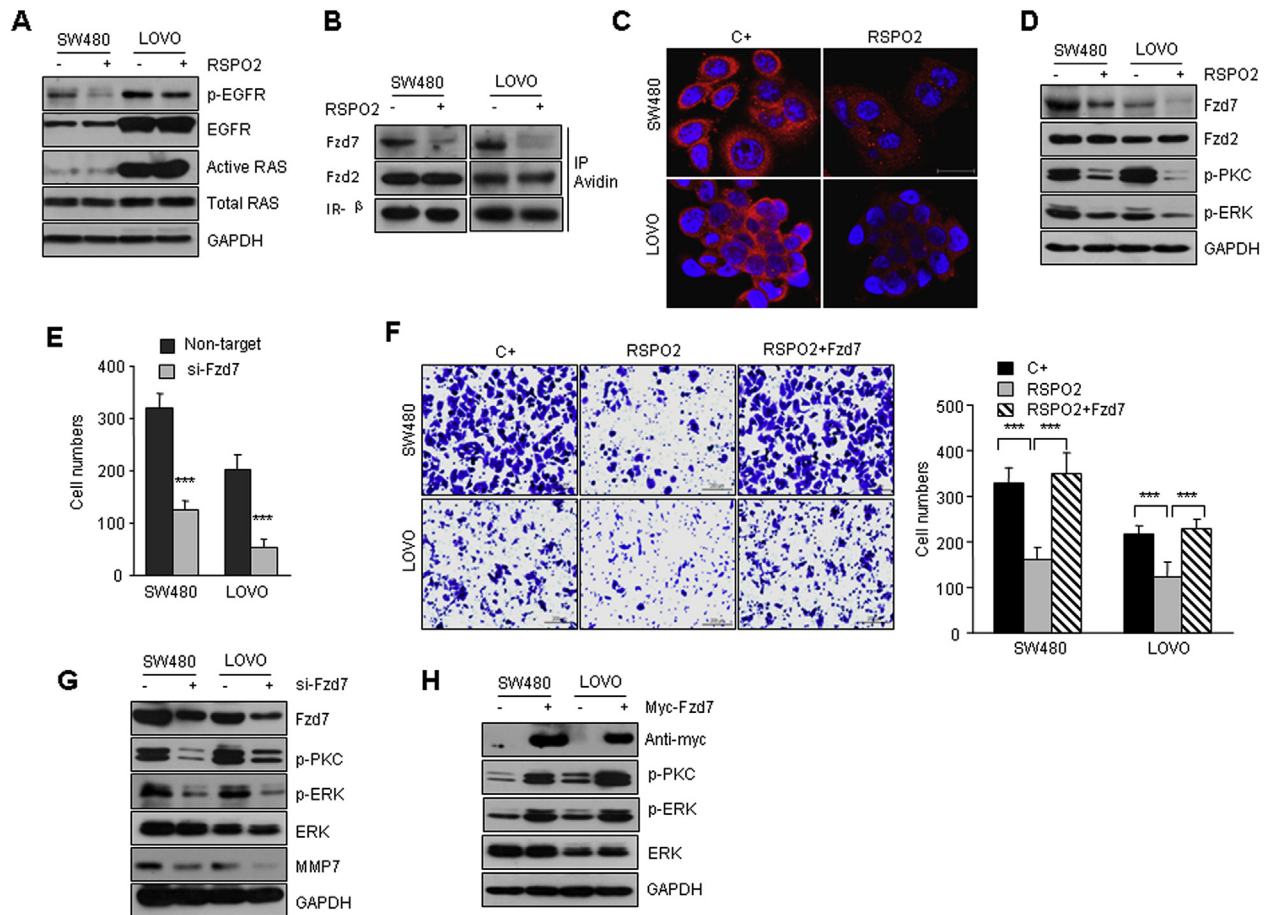 A
SW480 LOVO
- + - + RSPO2
p-EGFR
EGFR
Active RAS
Total RAS
GAPDH
B
SW480 LOVO
RSPO2 - + - +
Fzd7
Fzd2
IR-β
IP
Avidin
C
C+ RSPO2
SW480
LOVO
D
SW480 LOVO
- + - + RSPO2
Fzd7
Fzd2
p-PKC
p-ERK
GAPDH
E
Non-target
si-Fzd7
Cell numbers
400
300
200
100
0
*** ***
SW480 LOVO
F
C+ RSPO2 RSPO2+Fzd7
SW480
LOVO
C+
RSPO2
RSPO2+Fzd7
Cell numbers
500
400
300
200
100
0
*** *** *** ***
SW480 LOVO
G
SW480 LOVO
- + - + si-Fzd7
Fzd7
p-PKC
p-ERK
ERK
MMP7
GAPDH
H
SW480 LOVO
- + - + Myc-Fzd7
Anti-myc
p-PKC
p-ERK
ERK
GAPDH